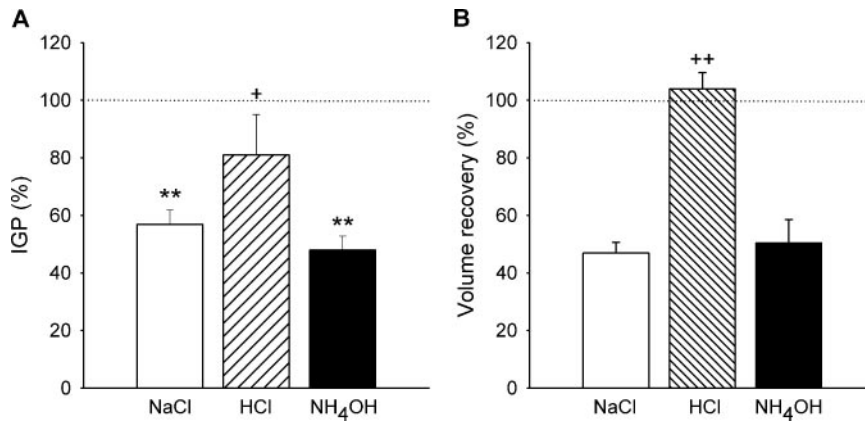 A
IGP (%)
120
100
80
60
40
20
0
**
+
**
NaCl
HCl
NH₄OH
B
Volume recovery (%)
120
100
80
60
40
20
0
++
NaCl
HCl
NH₄OH